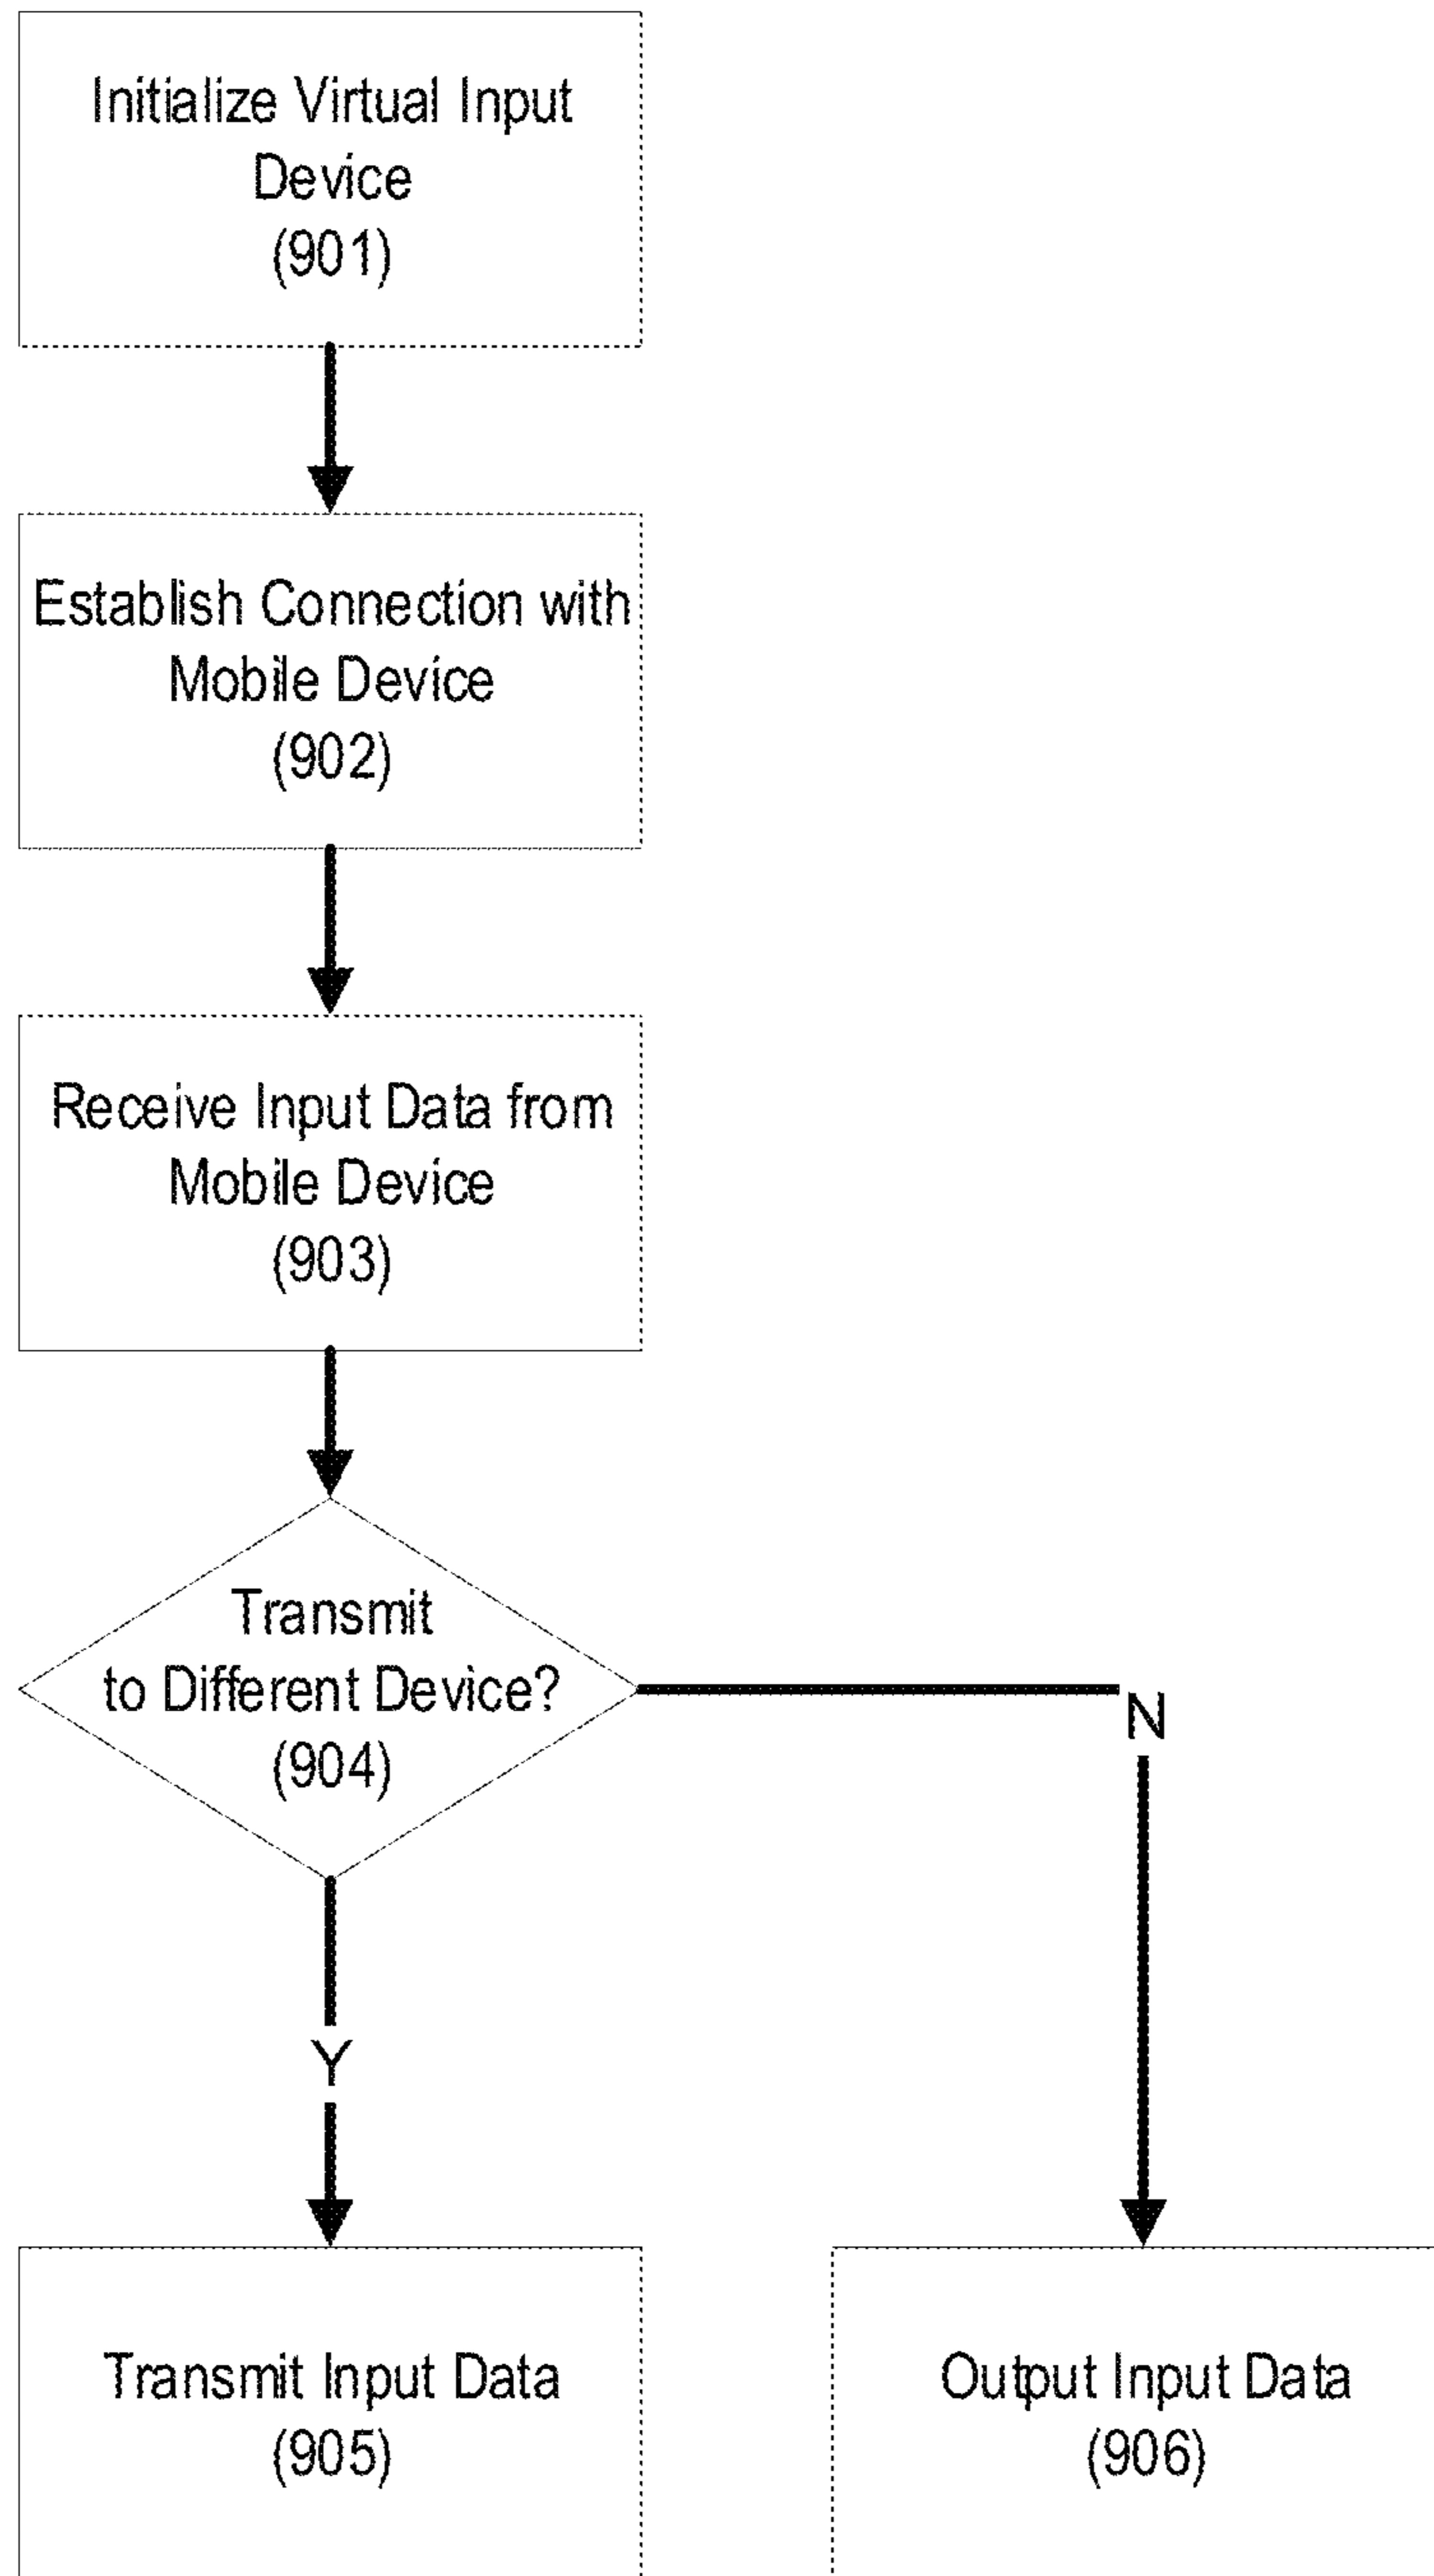 Initialize Virtual Input
Device
(901)
Establish Connection with
Mobile Device
(902)
Receive Input Data from
Mobile Device
(903)
Transmit
to Different Device?
(904)
N
Y
Transmit Input Data
(905)
Output Input Data
(906)